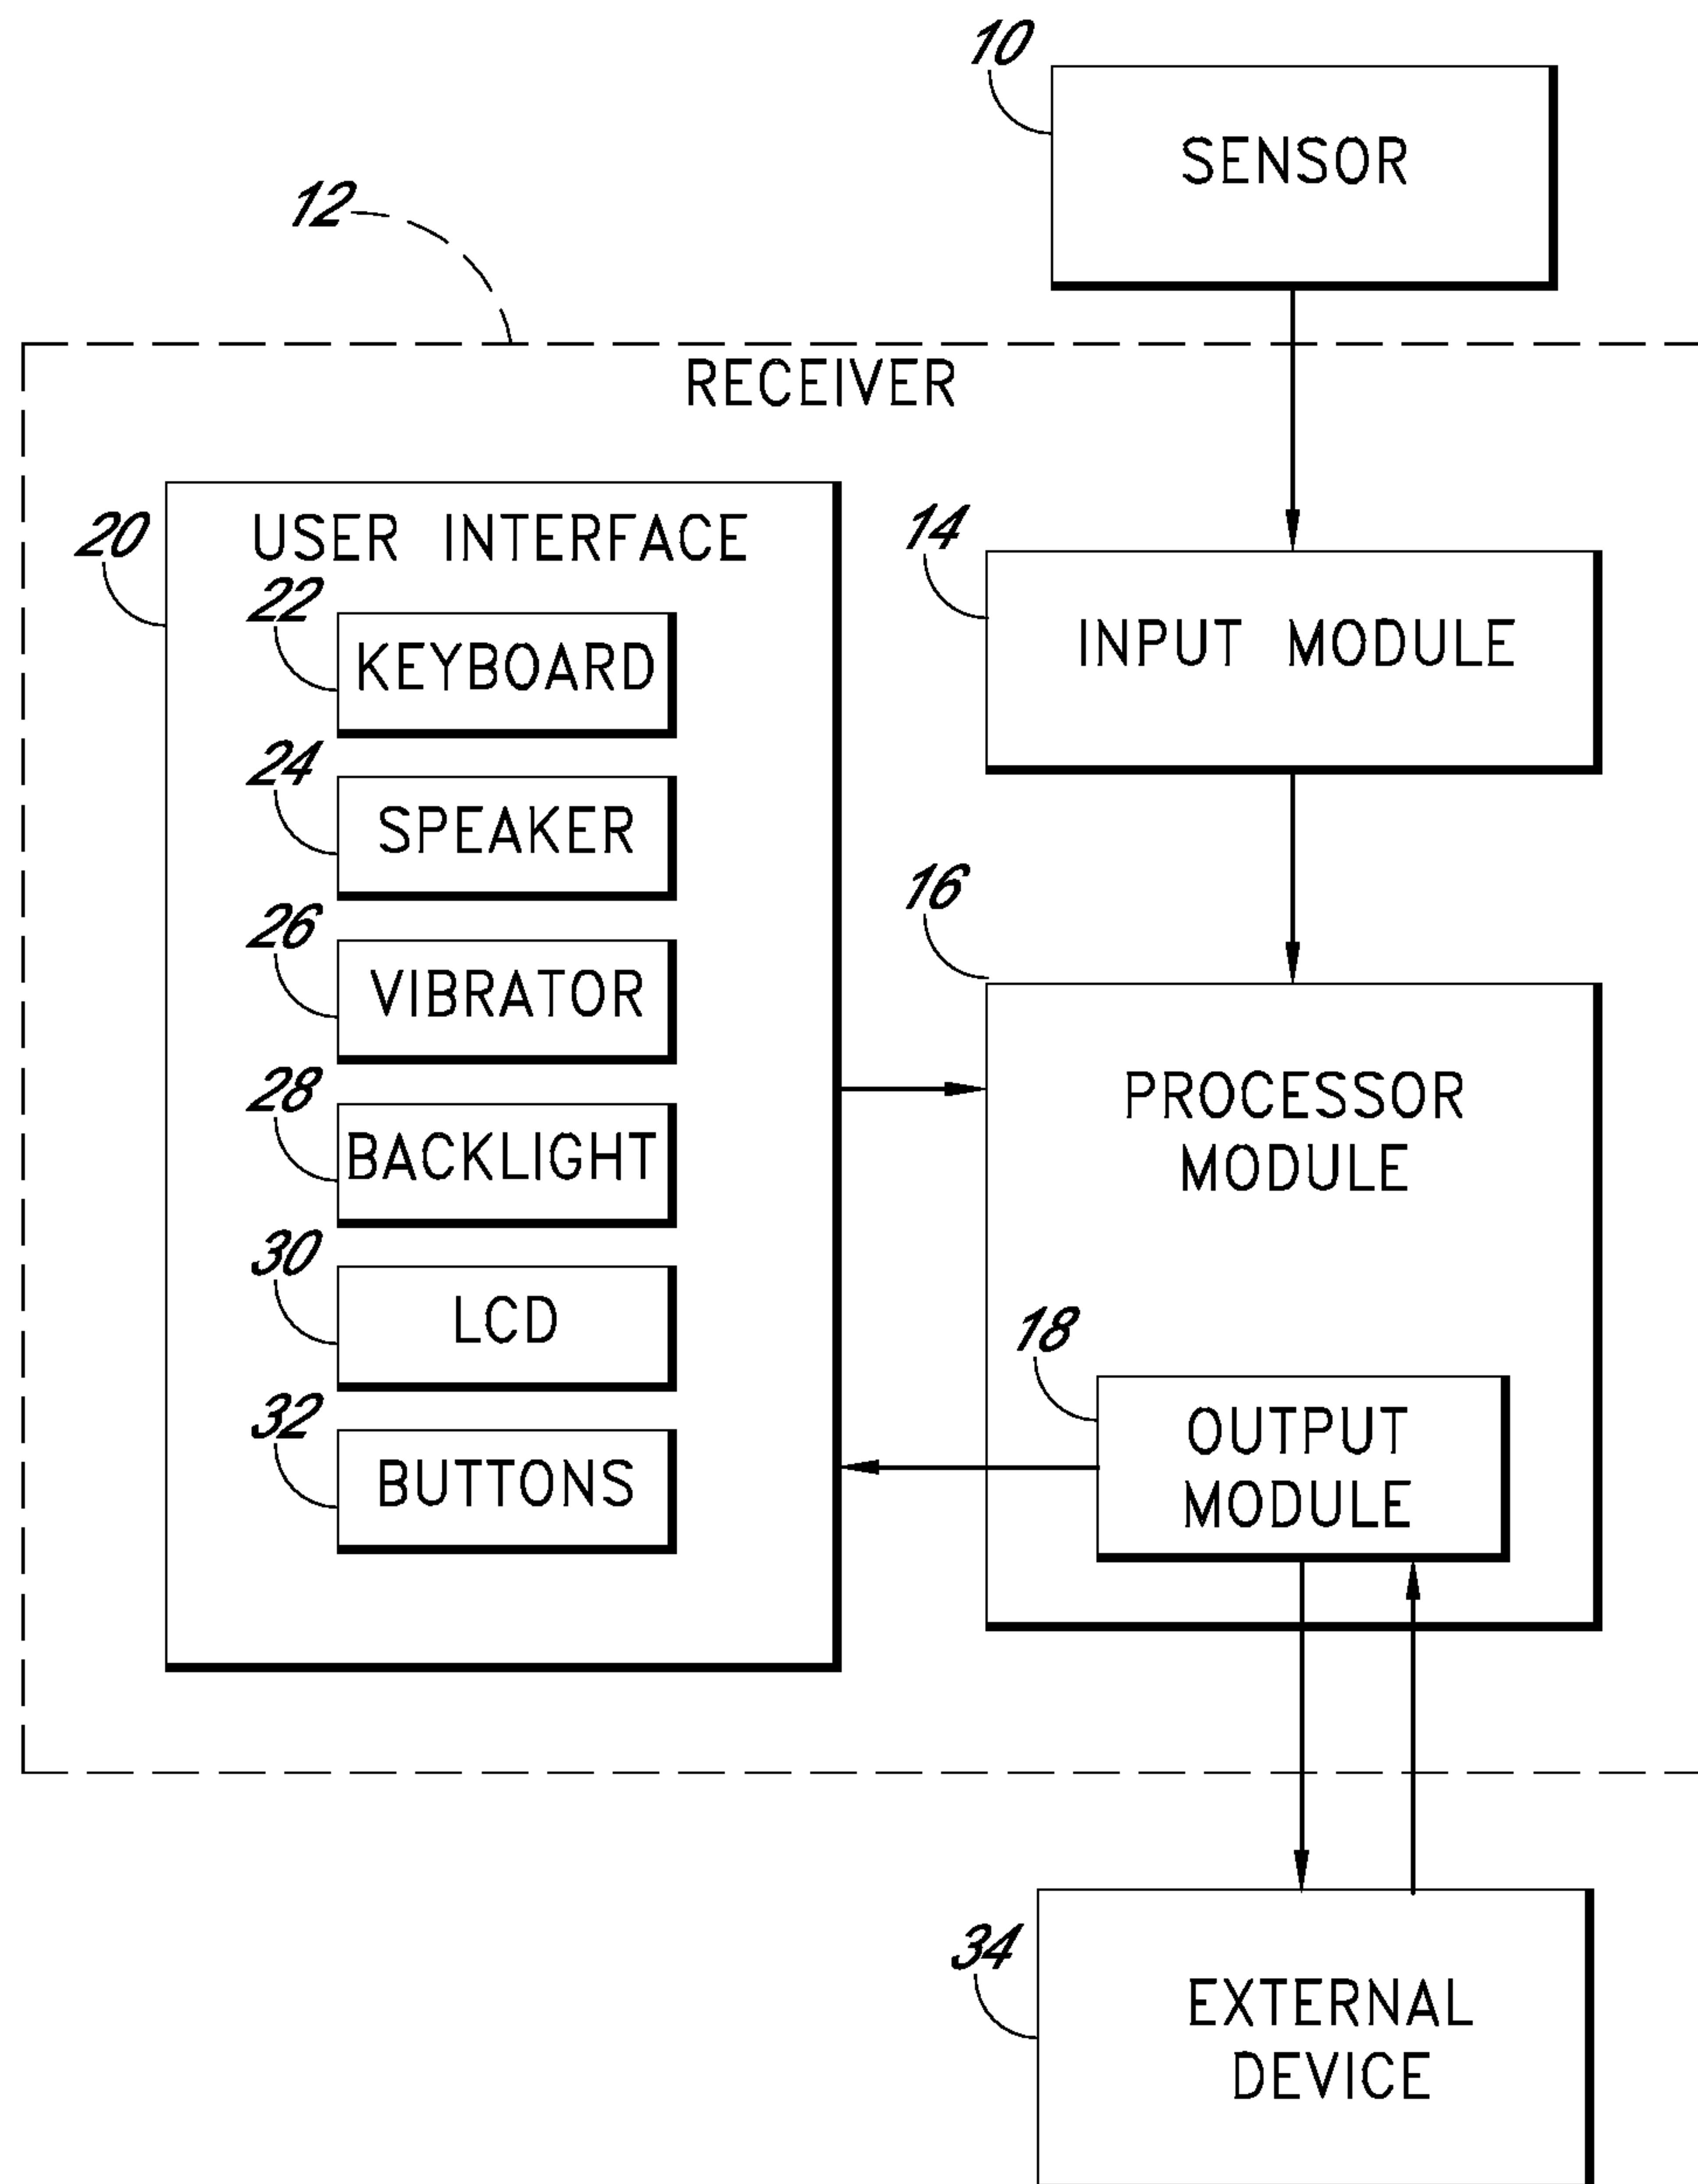 10
SENSOR
12
RECEIVER
20
USER INTERFACE
22
KEYBOARD
24
SPEAKER
26
VIBRATOR
28
BACKLIGHT
30
LCD
32
BUTTONS
14
INPUT MODULE
16
PROCESSOR
MODULE
18
OUTPUT
MODULE
34
EXTERNAL
DEVICE